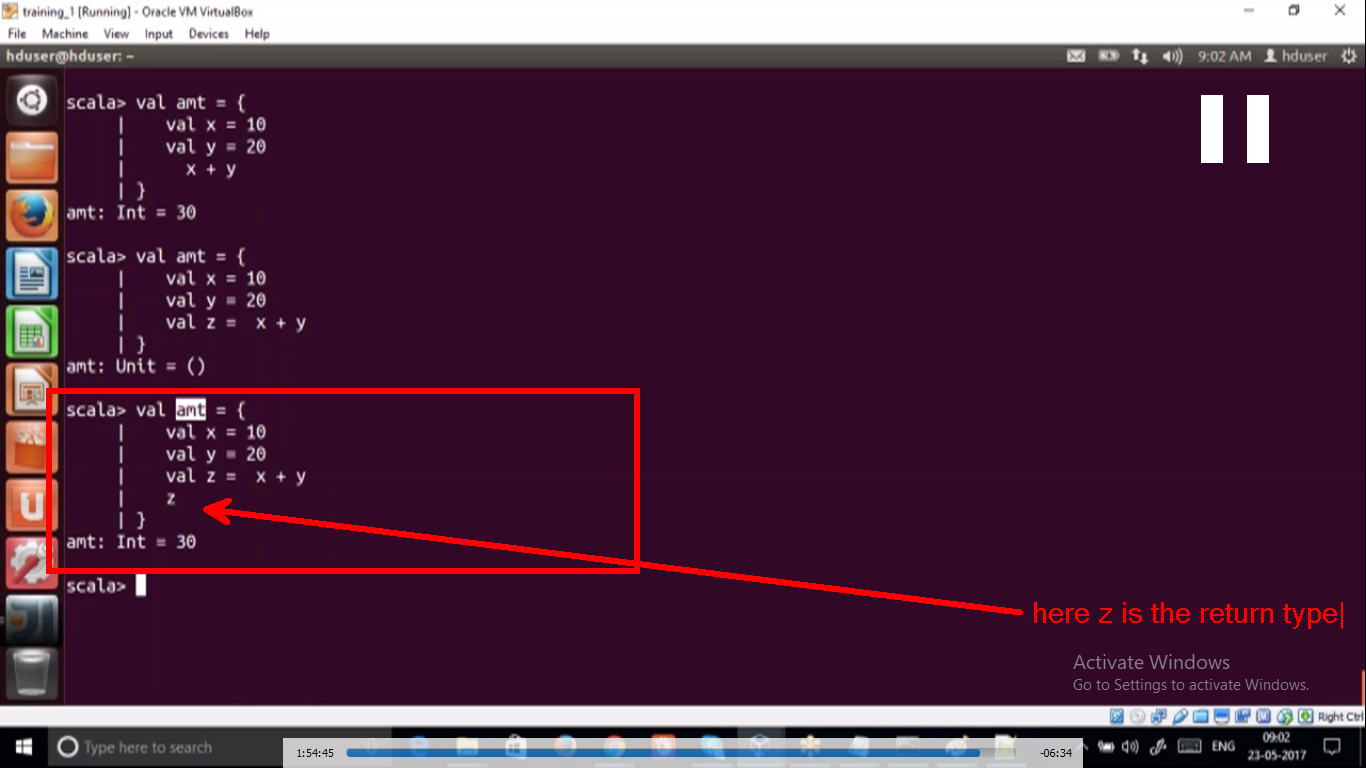 training_1 [Running] - Oracle VM VirtualBox
File Machine View Input Devices Help
hduser@hduser: ~ 9:02 AM hduser
scala> val amt = {
| val x = 10
| val y = 20
| x + y
| }
amt: Int = 30
scala> val amt = {
| val x = 10
| val y = 20
| val z = x + y
| }
amt: Unit = ()
scala> val amt = {
| val x = 10
| val y = 20
| val z = x + y
| z
| }
amt: Int = 30
scala>
here z is the return type
Activate Windows
Go to Settings to activate Windows.
Right Ctrl
Type here to search
1:54:45 -06:34
ENG 09:02
23-05-2017